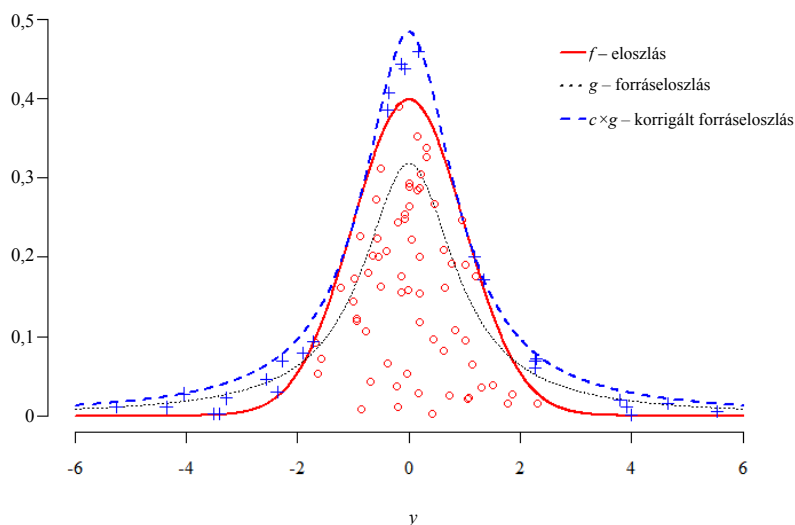 0,5
0,4
0,3
0,2
0,1
0
-6 -4 -2 0 2 4 6
y
f – eloszlás
g – forráseloszlás
c×g – korrigált forráseloszlás